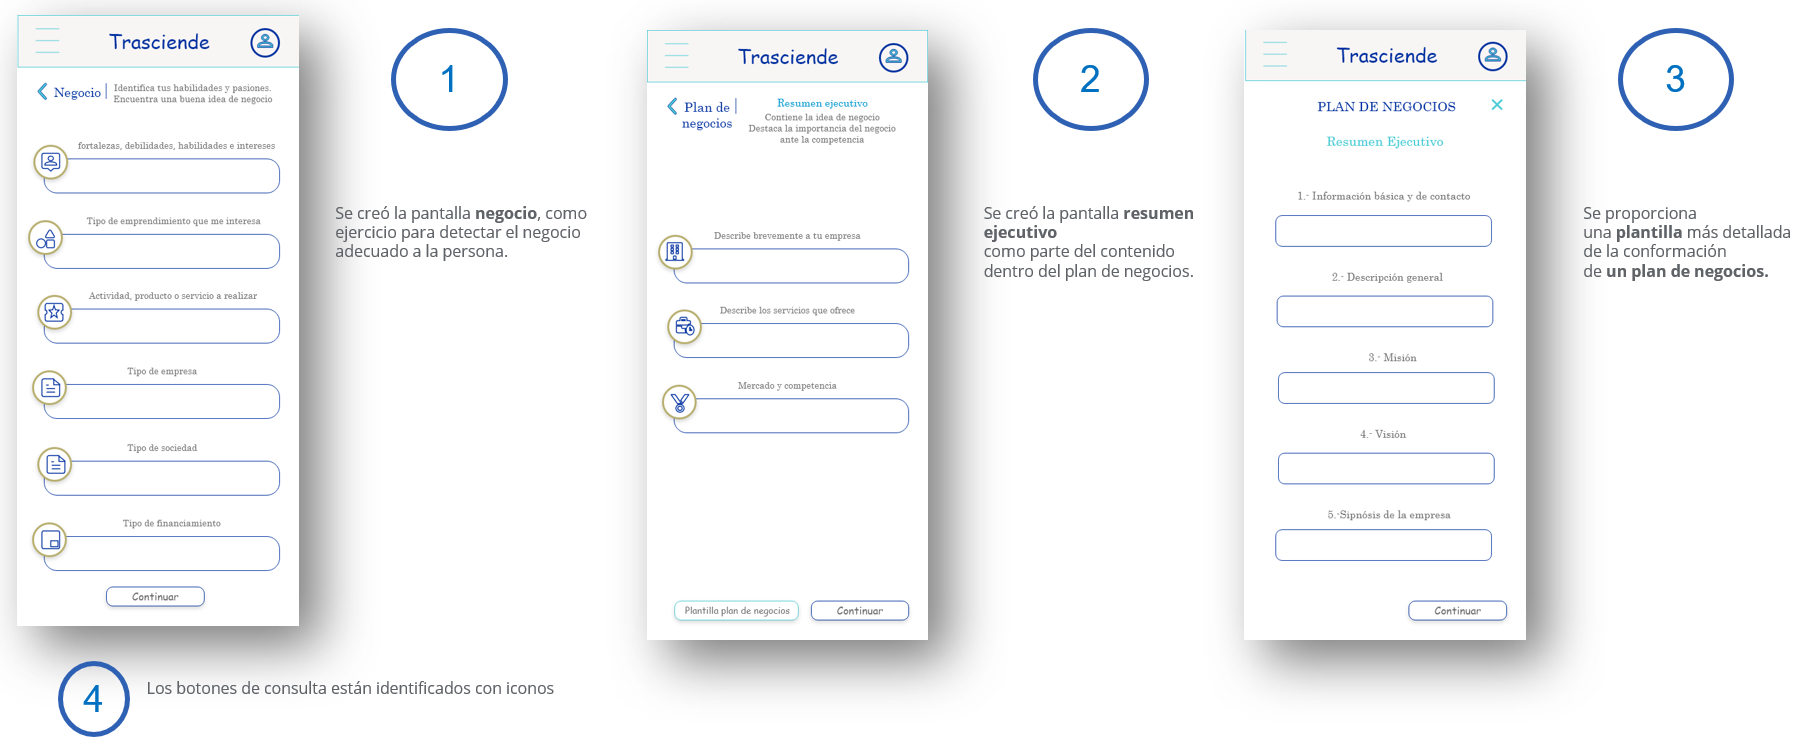 Trasciende
Negocio
Identifica tus habilidades y pasiones.
Encuentra una buena idea de negocio
fortalezas, debilidades, habilidades e intereses
Tipo de emprendimiento que me interesa
Actividad, producto o servicio a realizar
Tipo de empresa
Tipo de sociedad
Tipo de financiamiento
Continuar
1
Se creó la pantalla negocio, como
ejercicio para detectar el negocio
adecuado a la persona.
Trasciende
Plan de
negocios
Resumen ejecutivo
Contiene la idea de negocio
Destaca la importancia del negocio
ante la competencia
Describe brevemente a tu empresa
Describe los servicios que ofrece
Mercado y competencia
Plantilla plan de negocios
Continuar
2
Se creó la pantalla resumen
ejecutivo
como parte del contenido
dentro del plan de negocios.
Trasciende
PLAN DE NEGOCIOS
Resumen Ejecutivo
1.- Información básica y de contacto
2.- Descripción general
3.- Misión
4.- Visión
5.-Sipnósis de la empresa
Continuar
3
Se proporciona
una plantilla más detallada
de la conformación
de un plan de negocios.
4
Los botones de consulta están identificados con iconos